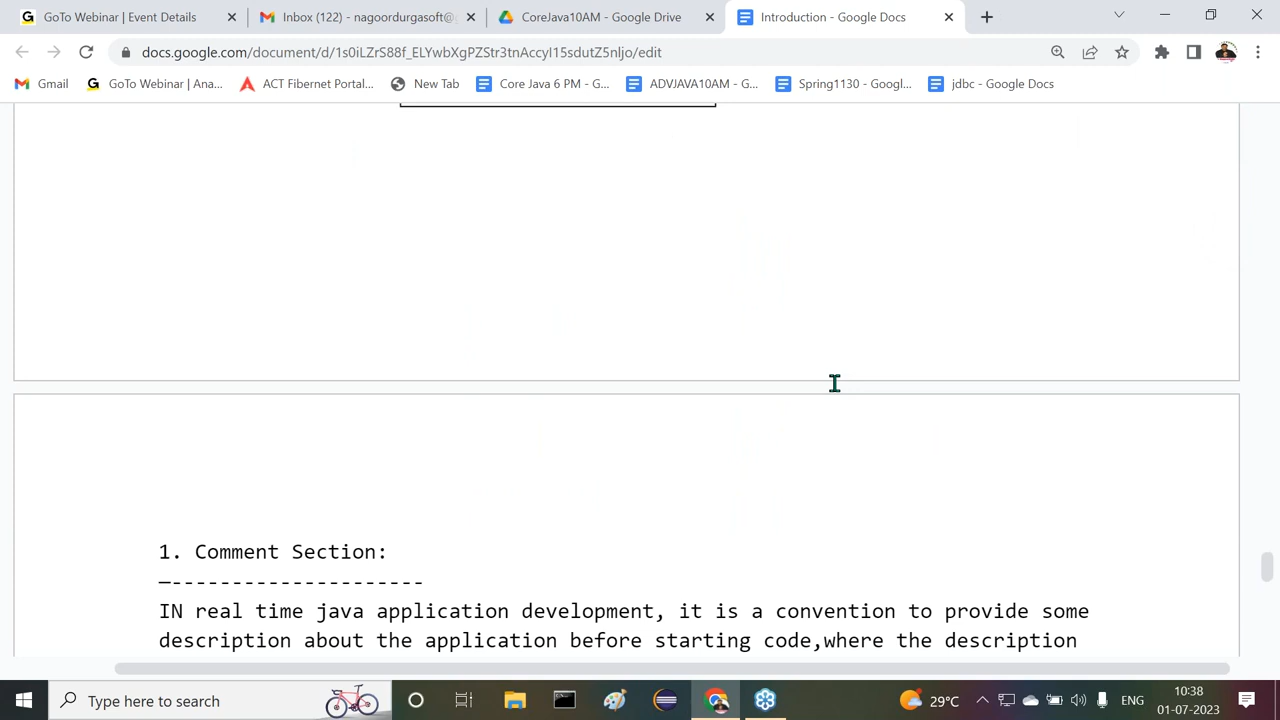 GoTo Webinar | Event Details
Inbox (122) - nagoordurgasoft@
CoreJava10AM - Google Drive
Introduction - Google Docs
docs.google.com/document/d/1s0iLZrS88f_ELYwbXgPZStr3tnAccyI15sdutZ5nljo/edit
Gmail
GoTo Webinar | Ana...
ACT Fibernet Portal...
New Tab
Core Java 6 PM - G...
ADVJAVA10AM - G...
Spring1130 - Googl...
jdbc - Google Docs
1. Comment Section:
—---------------------
IN real time java application development, it is a convention to provide some
description about the application before starting code,where the description
Type here to search
29°C
ENG
10:38
01-07-2023